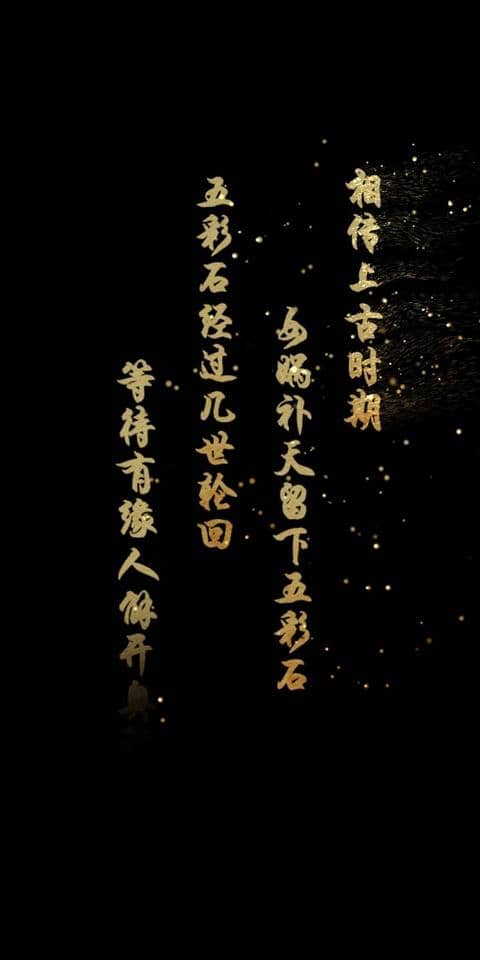 相传上古时期
女娲补天留下五彩石
五彩石经过几世轮回
等待有缘人解开奥